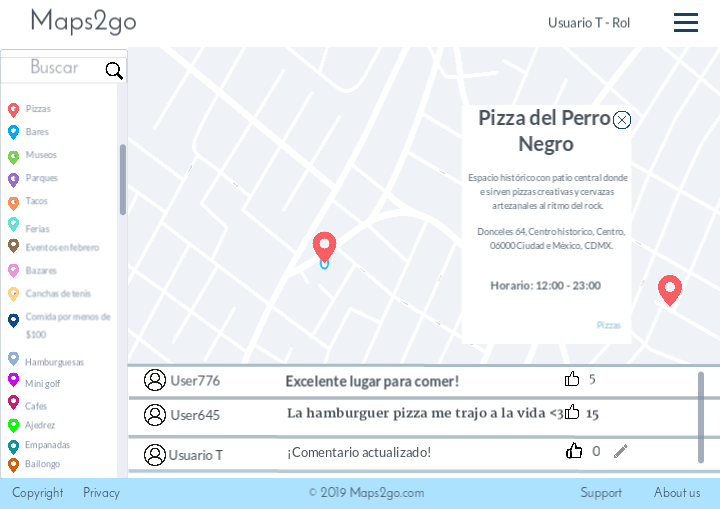 Maps2go
Usuario T - Rol
Buscar
Pizzas
Bares
Museos
Parques
Tacos
Ferias
Eventos en febrero
Bazares
Canchas de tenis
Comida por menos de
$100
Hamburguesas
Mini golf
Cafes
Ajedrez
Empanadas
Bailongo
Pizza del Perro
Negro
Espacio histórico con patio central donde
e sirven pizzas creativas y cervazas
artezanales al ritmo del rock.
Donceles 64, Centro historico, Centro,
06000 Ciudad e México, CDMX.
Horario: 12:00 - 23:00
Pizzas
User776 Excelente lugar para comer! 5
User645 La hamburguer pizza me trajo a la vida <3 15
Usuario T ¡Comentario actualizado! 0
Copyright Privacy © 2019 Maps2go.com Support About us